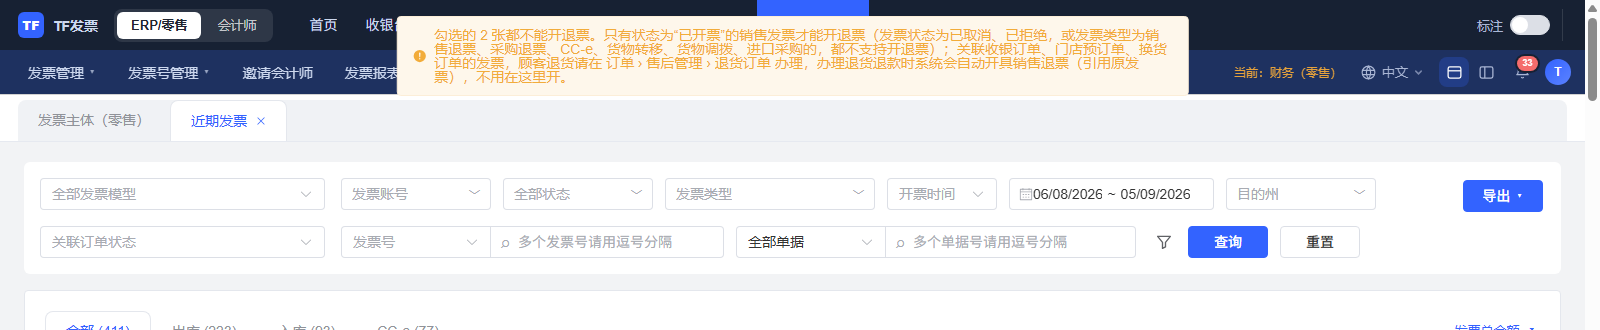 TF TF发票 ERP/零售 会计师 首页 收银 标注
勾选的 2 张都不能开退票。只有状态为“已开票”的销售发票才能开退票（发票状态为已取消、已拒绝，或发票类型为销
售退票、采购退票、CC-e、货物转移、货物调拨、进口采购的，都不支持开退票）；关联收银订单、门店预订单、换货
订单的发票，顾客退货请在 订单 › 售后管理 › 退货订单 办理，办理退货退款时系统会自动开具销售退票（引用原发
票），不用在这里开。
发票管理 发票号管理 邀请会计师 发票报表 当前：财务（零售） 中文 33 T
发票主体（零售） 近期发票 ×
全部发票模型 发票账号 全部状态 发票类型 开票时间 06/08/2026 ~ 05/09/2026 目的州 导出
关联订单状态 发票号 多个发票号请用逗号分隔 全部单据 多个单据号请用逗号分隔 查询 重置
全部 (411) CC-e (77) 发票总金额